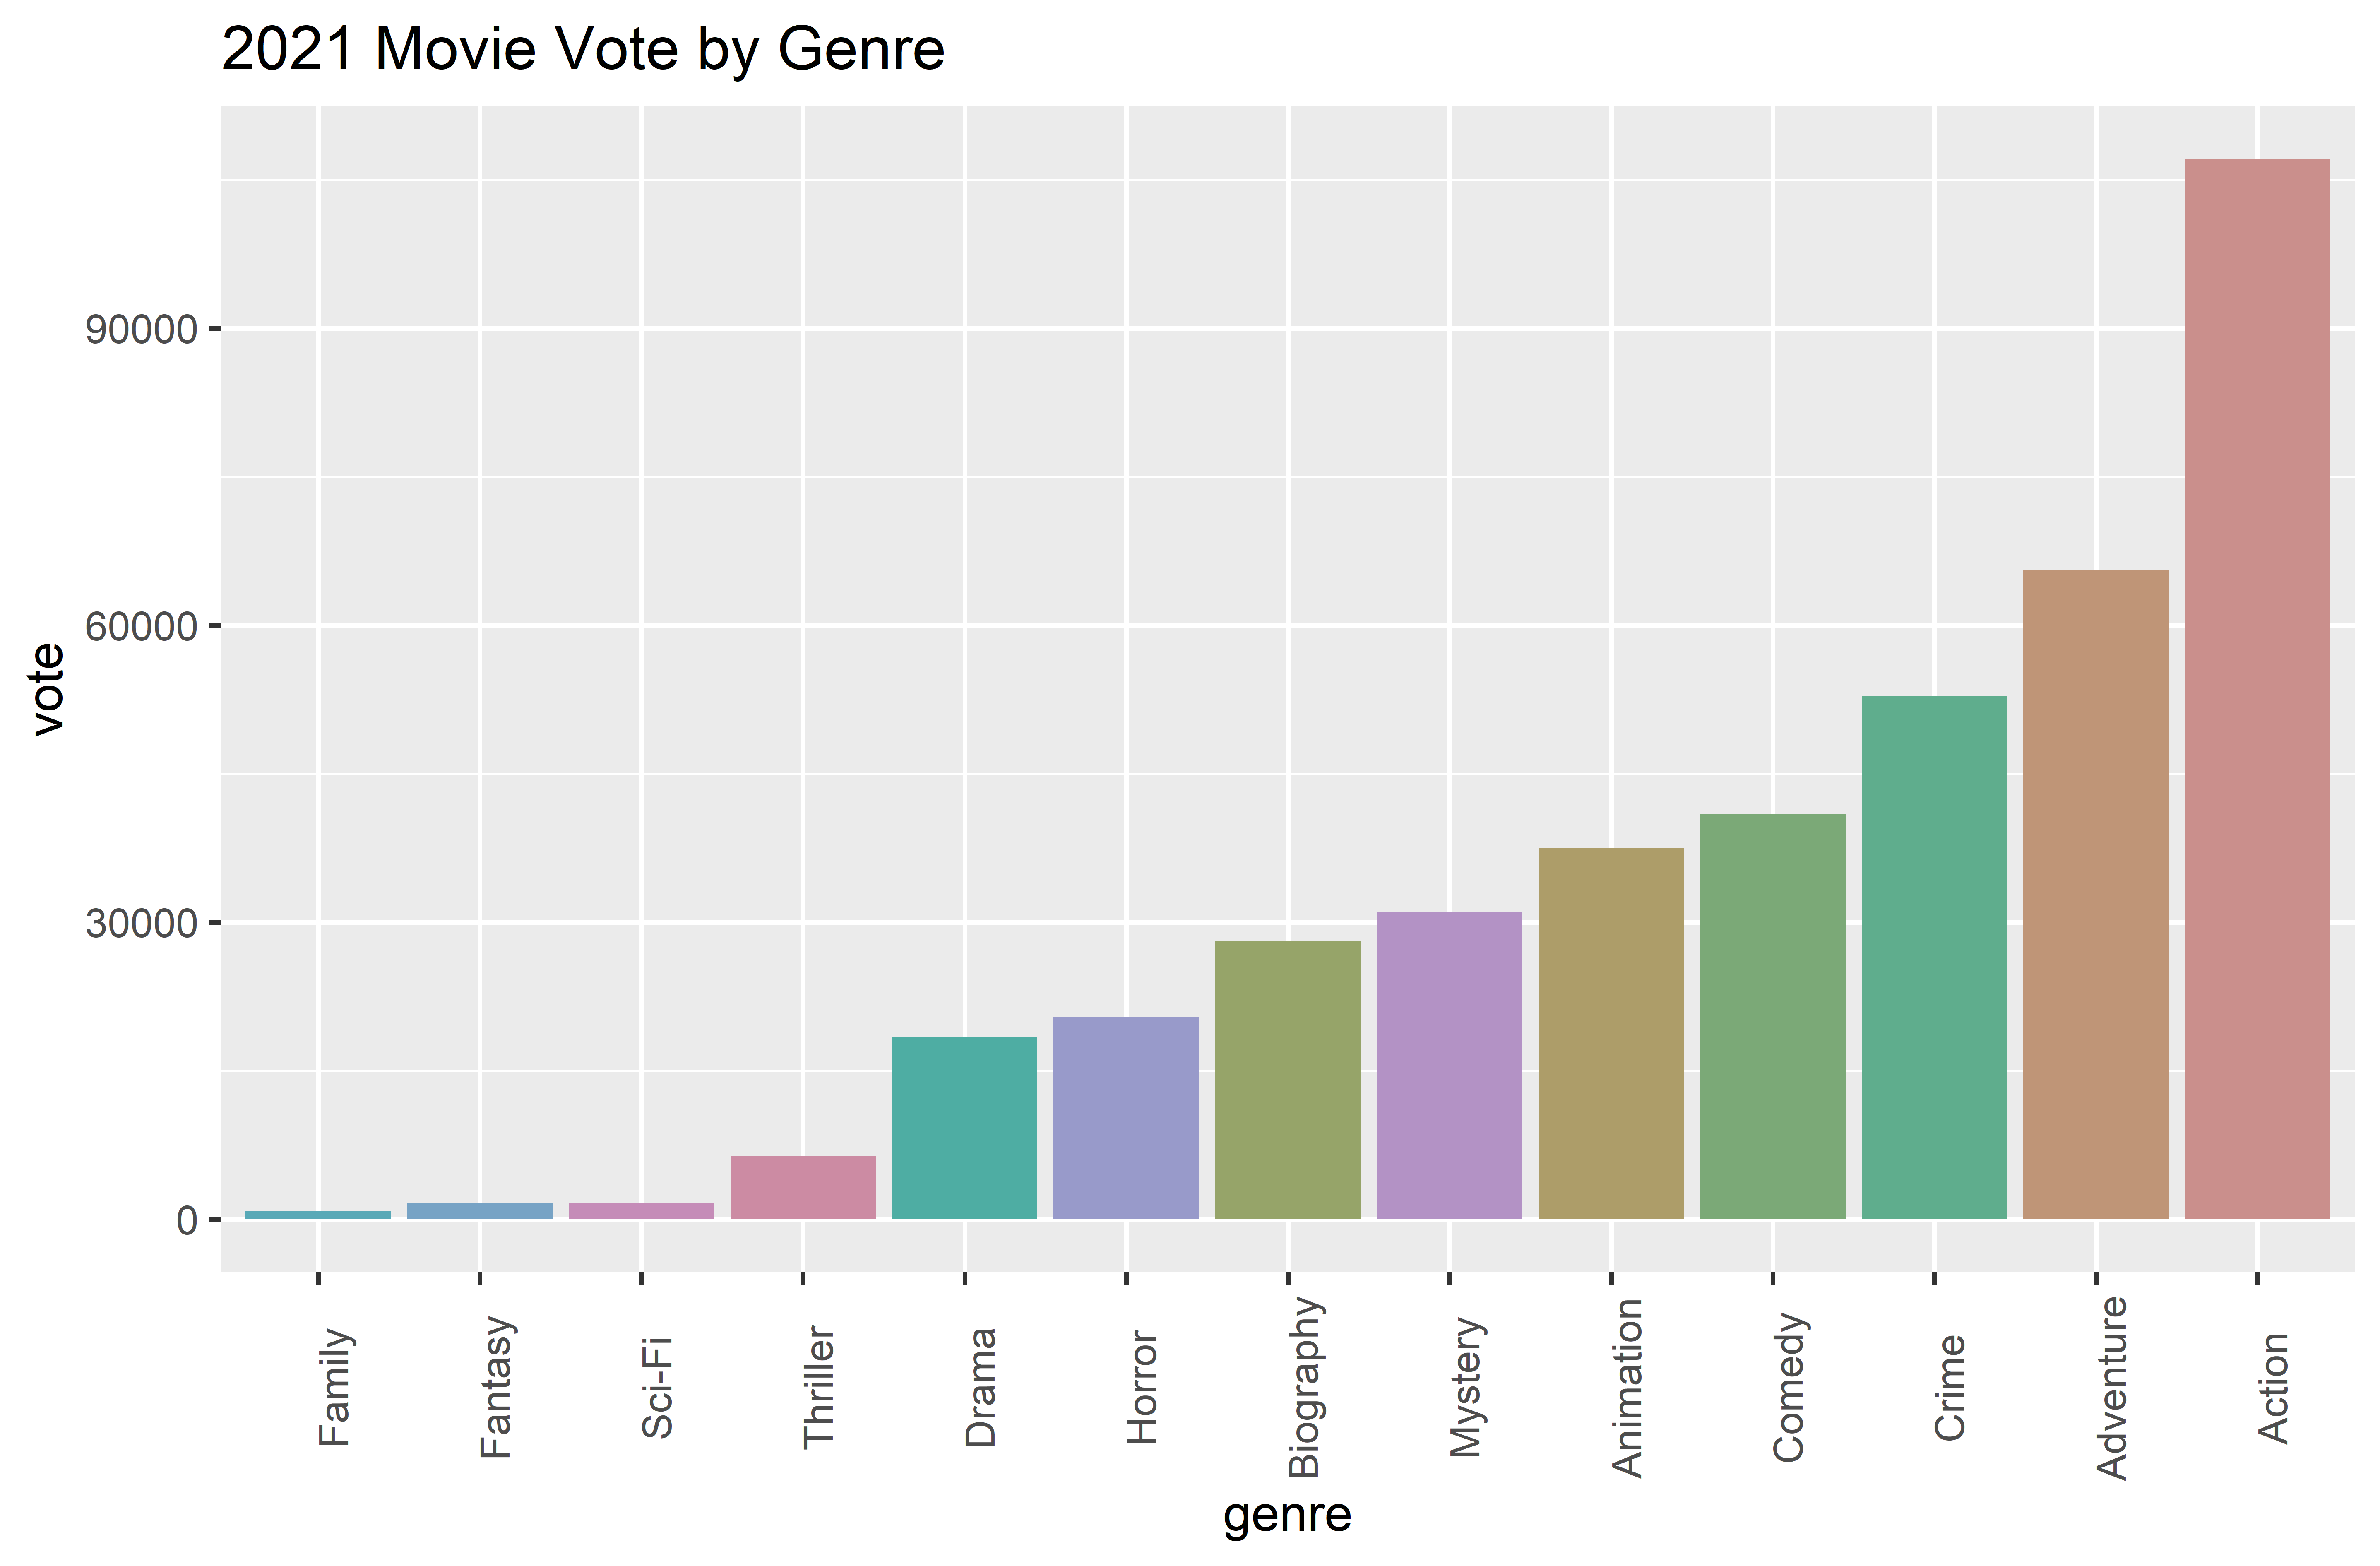 2021 Movie Vote by Genre
vote
90000
60000
30000
0
Family
Fantasy
Sci-Fi
Thriller
Drama
Horror
Biography
Mystery
Animation
Comedy
Crime
Adventure
Action
genre